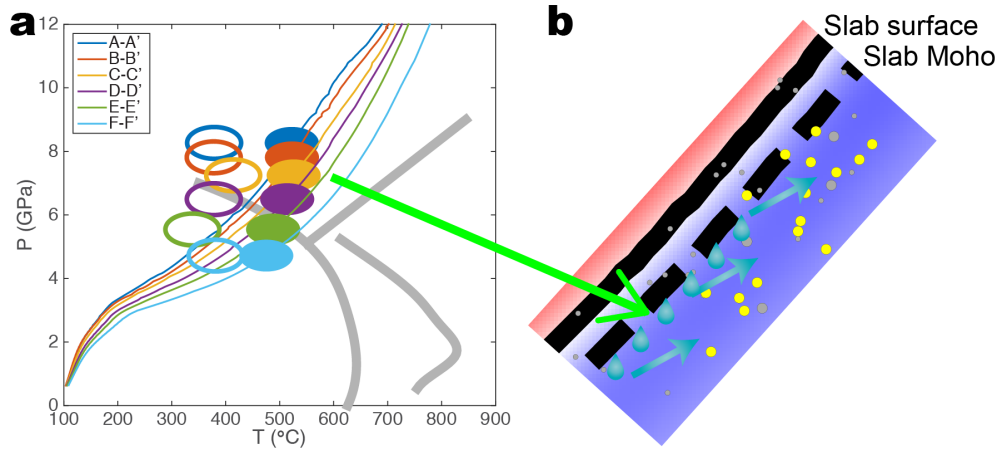 a
12
10
8
6
4
2
0
P (GPa)
A-A'
B-B'
C-C'
D-D'
E-E'
F-F'
100 200 300 400 500 600 700 800 900
T (°C)
b
Slab surface
Slab Moho